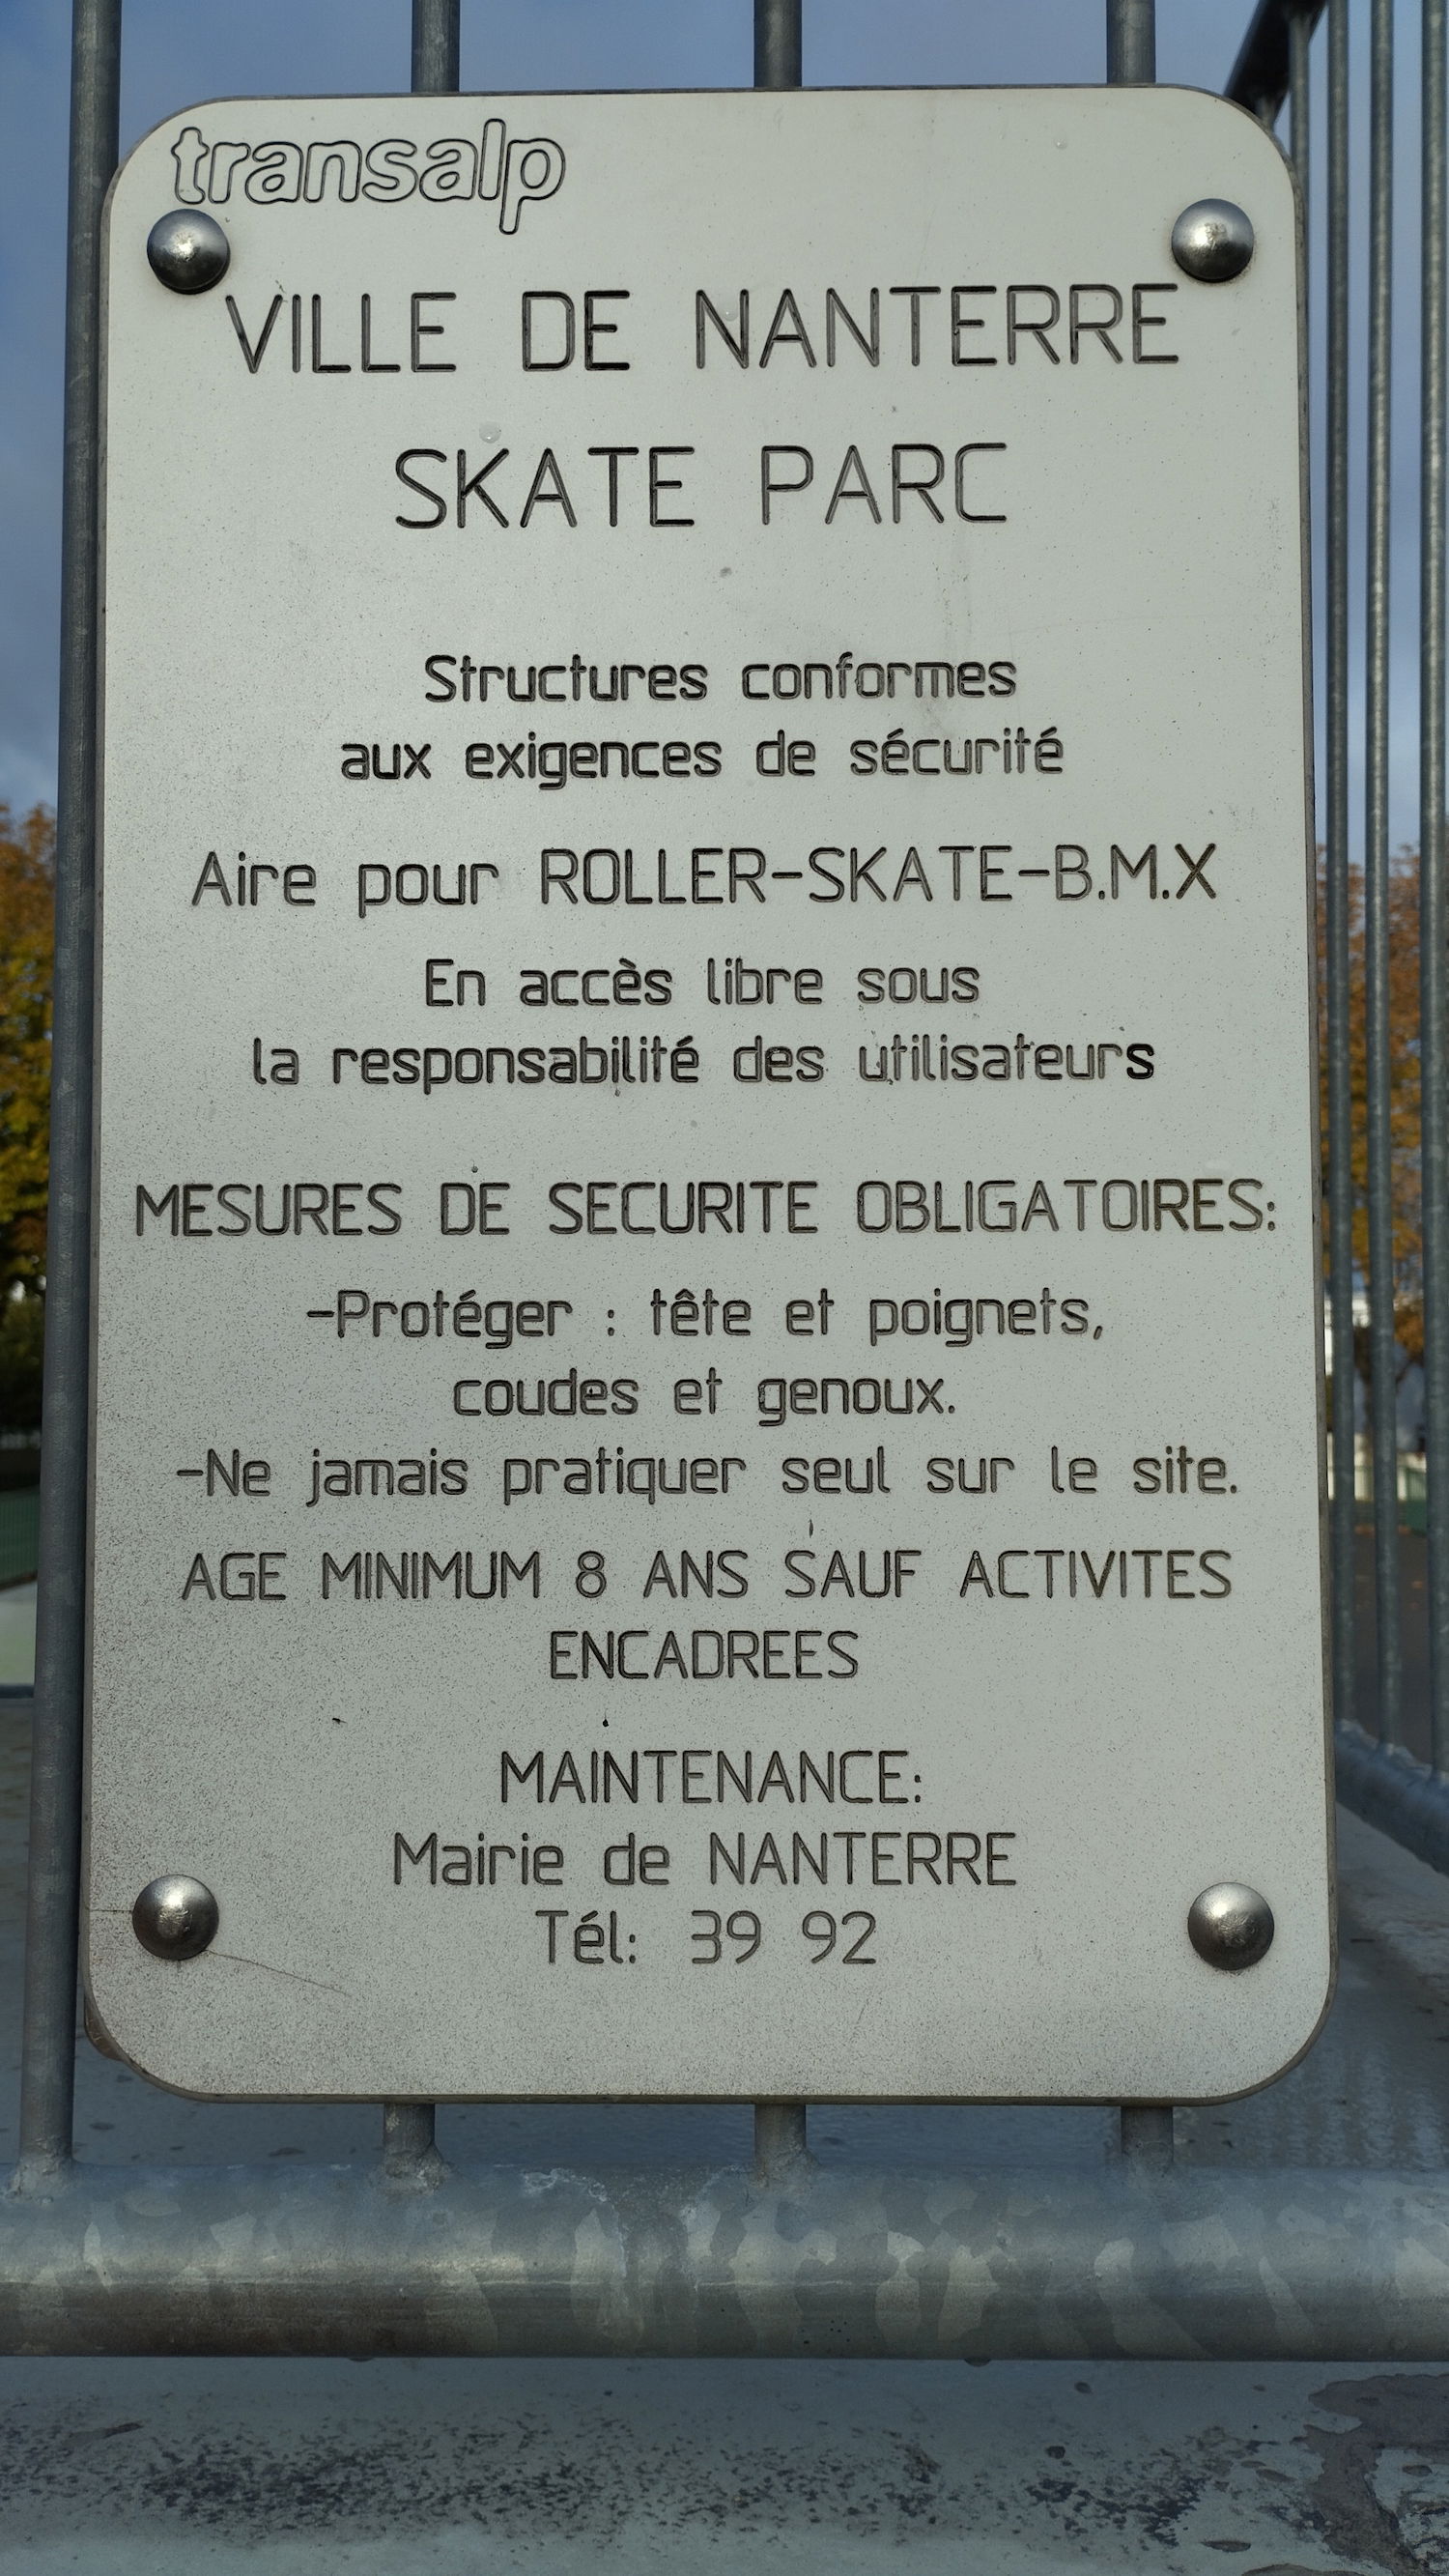 transalp
VILLE DE NANTERRE
SKATE PARC
Structures conformes
aux exigences de sécurité
Aire pour ROLLER-SKATE-B.M.X
En accès libre sous
la responsabilité des utilisateurs
MESURES DE SECURITE OBLIGATOIRES:
-Protéger : tête et poignets,
coudes et genoux.
-Ne jamais pratiquer seul sur le site.
AGE MINIMUM 8 ANS SAUF ACTIVITES
ENCADREES
MAINTENANCE:
Mairie de NANTERRE
Tél: 39 92